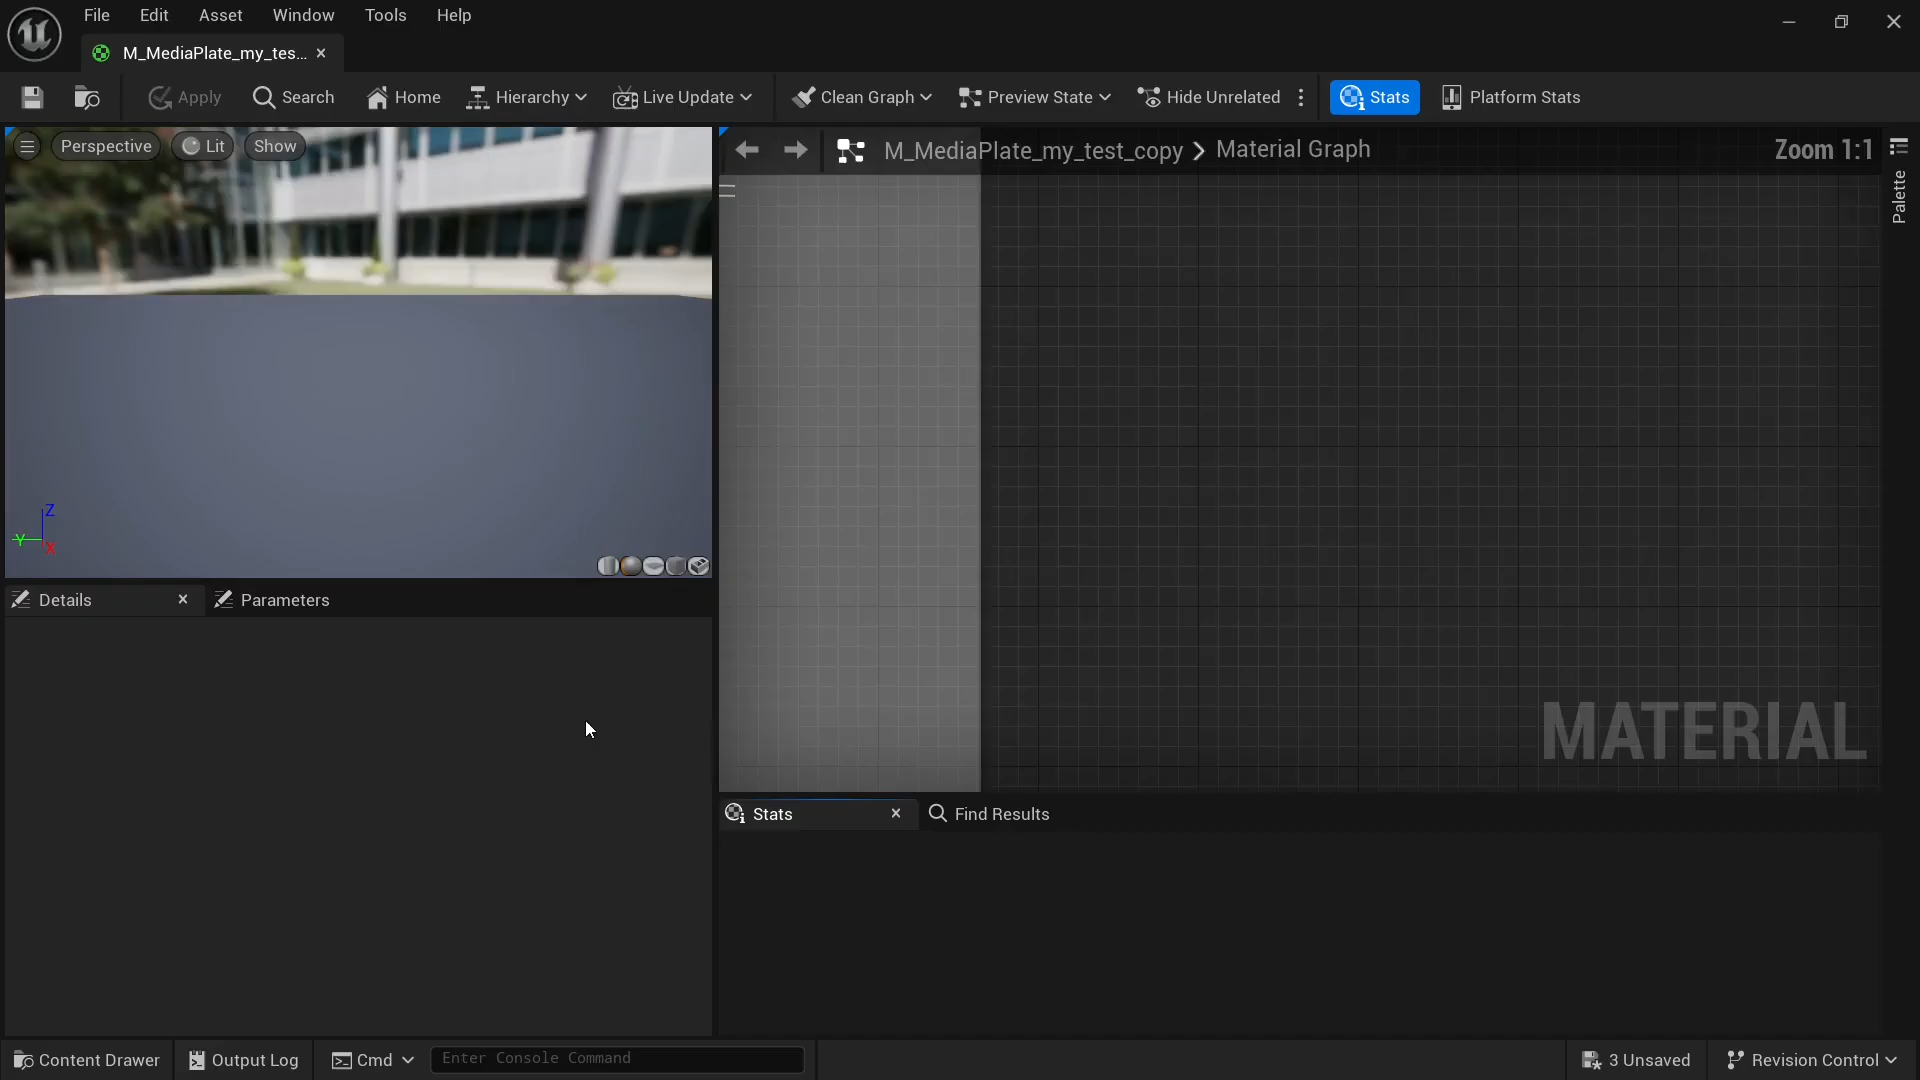 File Edit Asset Window Tools Help
M_MediaPlate_my_tes...
Apply Search Home Hierarchy Live Update Clean Graph Preview State Hide Unrelated Stats Platform Stats
Perspective Lit Show
M_MediaPlate_my_test_copy Material Graph Zoom 1:1
Palette
Z
Y
X
Details Parameters
MATERIAL
Stats Find Results
Content Drawer Output Log Cmd Enter Console Command 3 Unsaved Revision Control